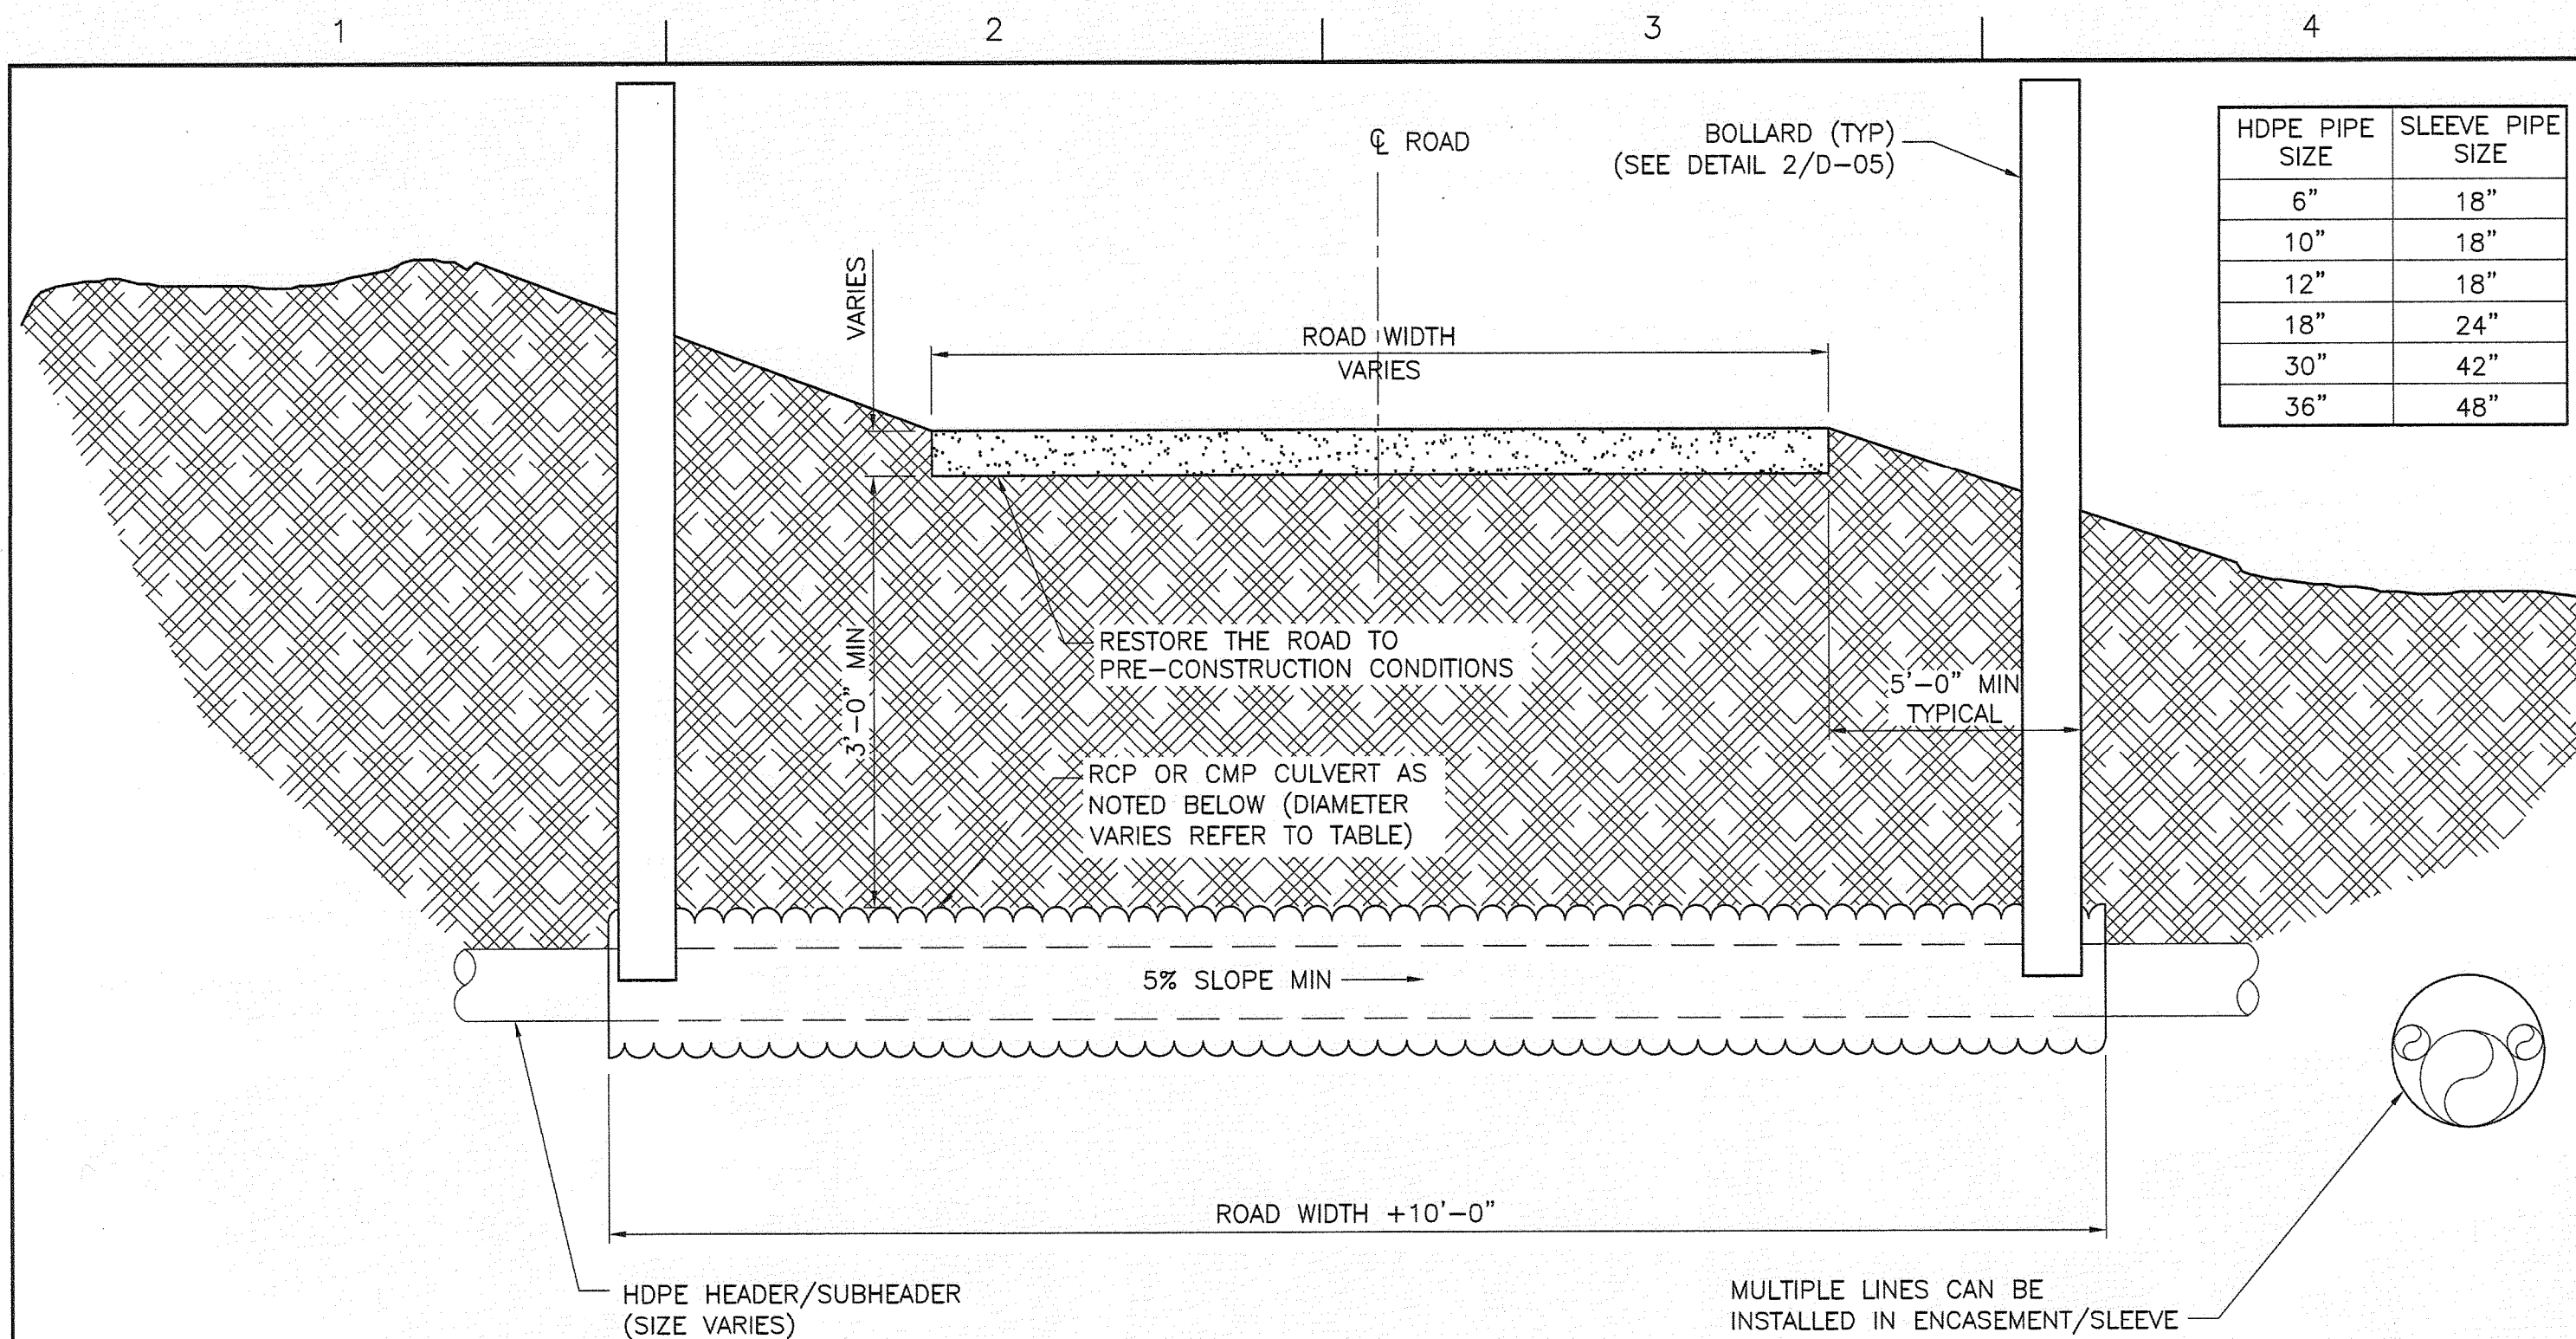 1
2
3
4
℄ ROAD
BOLLARD (TYP)
(SEE DETAIL 2/D-05)
HDPE PIPE SIZE
SLEEVE PIPE SIZE
6" 18"
10" 18"
12" 18"
18" 24"
30" 42"
36" 48"
VARIES
ROAD WIDTH
VARIES
3'-0" MIN
RESTORE THE ROAD TO
PRE-CONSTRUCTION CONDITIONS
5'-0" MIN
TYPICAL
RCP OR CMP CULVERT AS
NOTED BELOW (DIAMETER
VARIES REFER TO TABLE)
5% SLOPE MIN
ROAD WIDTH +10'-0"
HDPE HEADER/SUBHEADER
(SIZE VARIES)
MULTIPLE LINES CAN BE
INSTALLED IN ENCASEMENT/SLEEVE